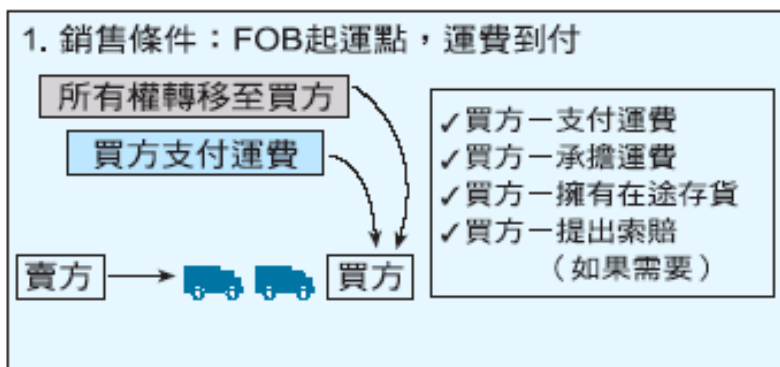 1. 銷售條件：FOB起運點，運費到付
所有權轉移至買方
買方支付運費
✓買方－支付運費
✓買方－承擔運費
✓買方－擁有在途存貨
✓買方－提出索賠
（如果需要）
賣方
買方